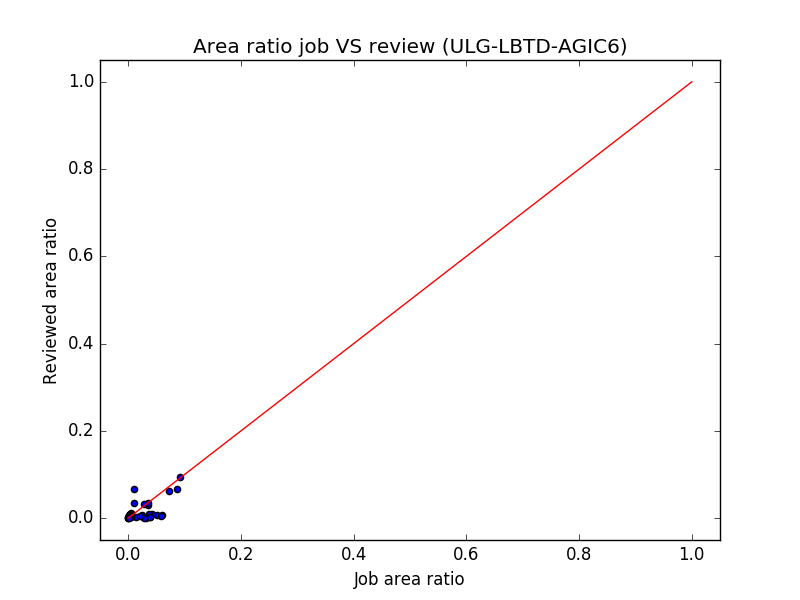 Area ratio job VS review (ULG-LBTD-AGIC6)
1.0
0.8
0.6
0.4
0.2
0.0
Reviewed area ratio
0.0 0.2 0.4 0.6 0.8 1.0
Job area ratio